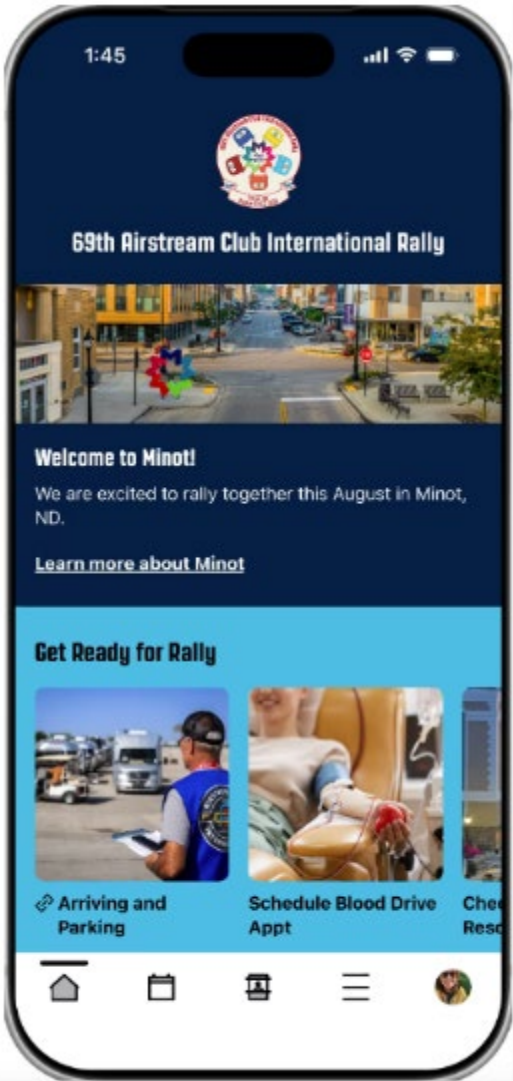 1:45
69th Airstream Club International Rally
Welcome to Minot!
We are excited to rally together this August in Minot,
ND.
Learn more about Minot
Get Ready for Rally
Arriving and
Parking
Schedule Blood Drive
Appt